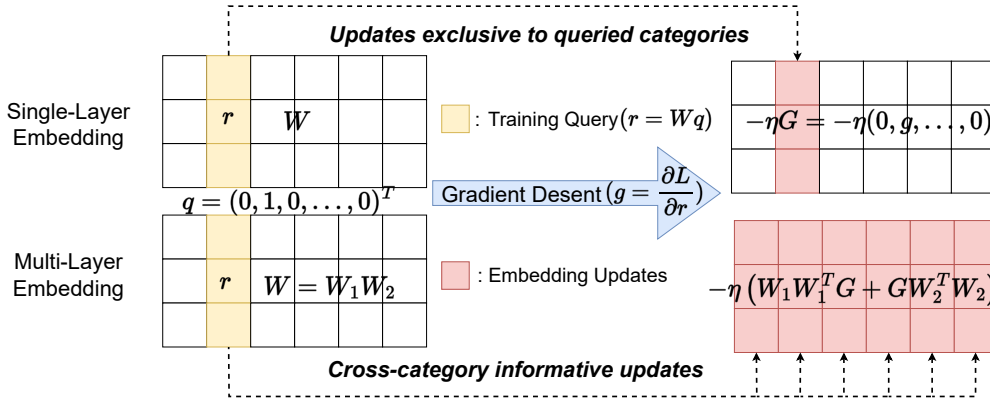 Updates exclusive to queried categories
Single-Layer
Embedding
r
W
: Training Query(r = Wq)
−ηG = −η(0, g, . . . , 0)
q = (0, 1, 0, . . . , 0)^T
Gradient Desent (g = ∂L/∂r)
Multi-Layer
Embedding
r
W = W₁W₂
: Embedding Updates
−η (W₁W₁^T G + GW₂^T W₂)
Cross-category informative updates